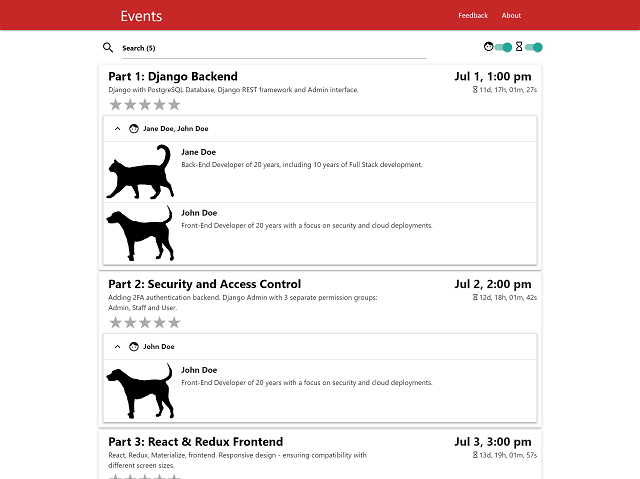 Events
Feedback
About
Search (5)
Part 1: Django Backend
Jul 1, 1:00 pm
Django with PostgreSQL Database, Django REST framework and Admin interface.
11d, 17h, 01m, 27s
Jane Doe, John Doe
Jane Doe
Back-End Developer of 20 years, including 10 years of Full Stack development.
John Doe
Front-End Developer of 20 years with a focus on security and cloud deployments.
Part 2: Security and Access Control
Jul 2, 2:00 pm
Adding 2FA authentication backend. Django Admin with 3 separate permission groups:
12d, 18h, 01m, 42s
Admin, Staff and User.
John Doe
John Doe
Front-End Developer of 20 years with a focus on security and cloud deployments.
Part 3: React & Redux Frontend
Jul 3, 3:00 pm
React, Redux, Materialize, frontend. Responsive design - ensuring compatibility with
13d, 19h, 01m, 57s
different screen sizes.